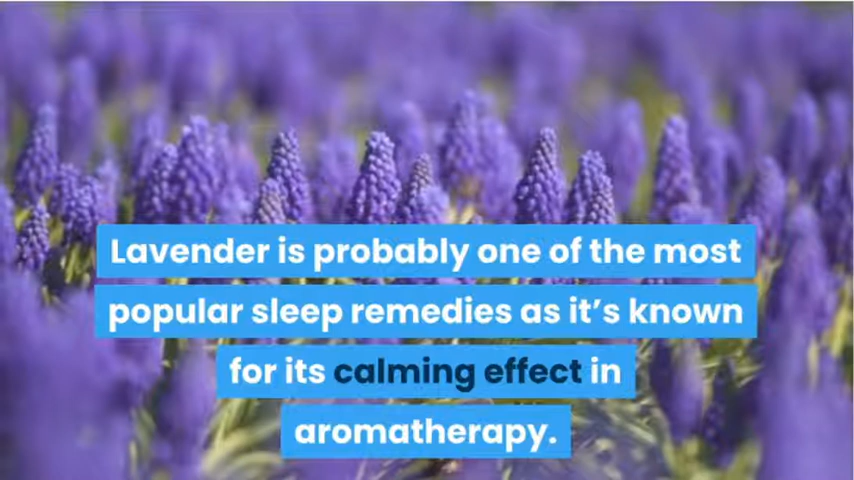 Lavender is probably one of the most
popular sleep remedies as it’s known
for its calming effect in
aromatherapy.